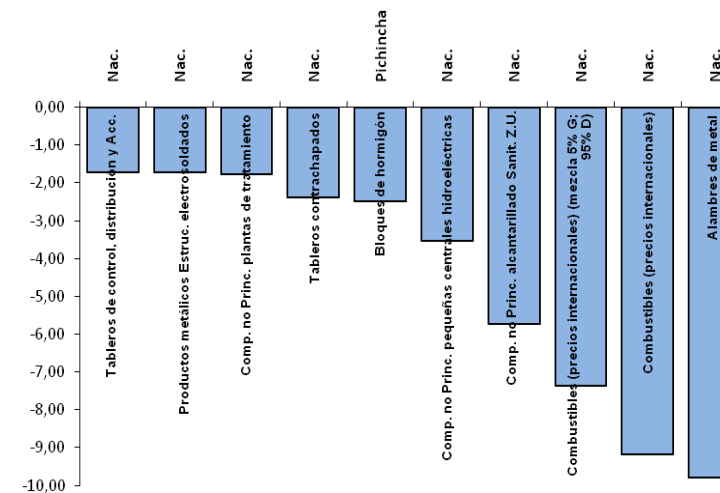 Nac.
Nac.
Nac.
Nac.
Pichincha
Nac.
Nac.
Nac.
Nac.
Nac.
0,00
-1,00
-2,00
-3,00
-4,00
-5,00
-6,00
-7,00
-8,00
-9,00
-10,00
Tableros de control, distribución y Acc.
Productos metálicos Estruc. electrosoldados
Comp. no Princ. plantas de tratamiento
Tableros contrachapados
Bloques de hormigón
Comp. no Princ. pequeñas centrales hidroeléctricas
Comp. no Princ. alcantarillado Sanit. Z.U.
Combustibles (precios internacionales) (mezcla 5% G;
95% D)
Combustibles (precios internacionales)
Alambres de metal